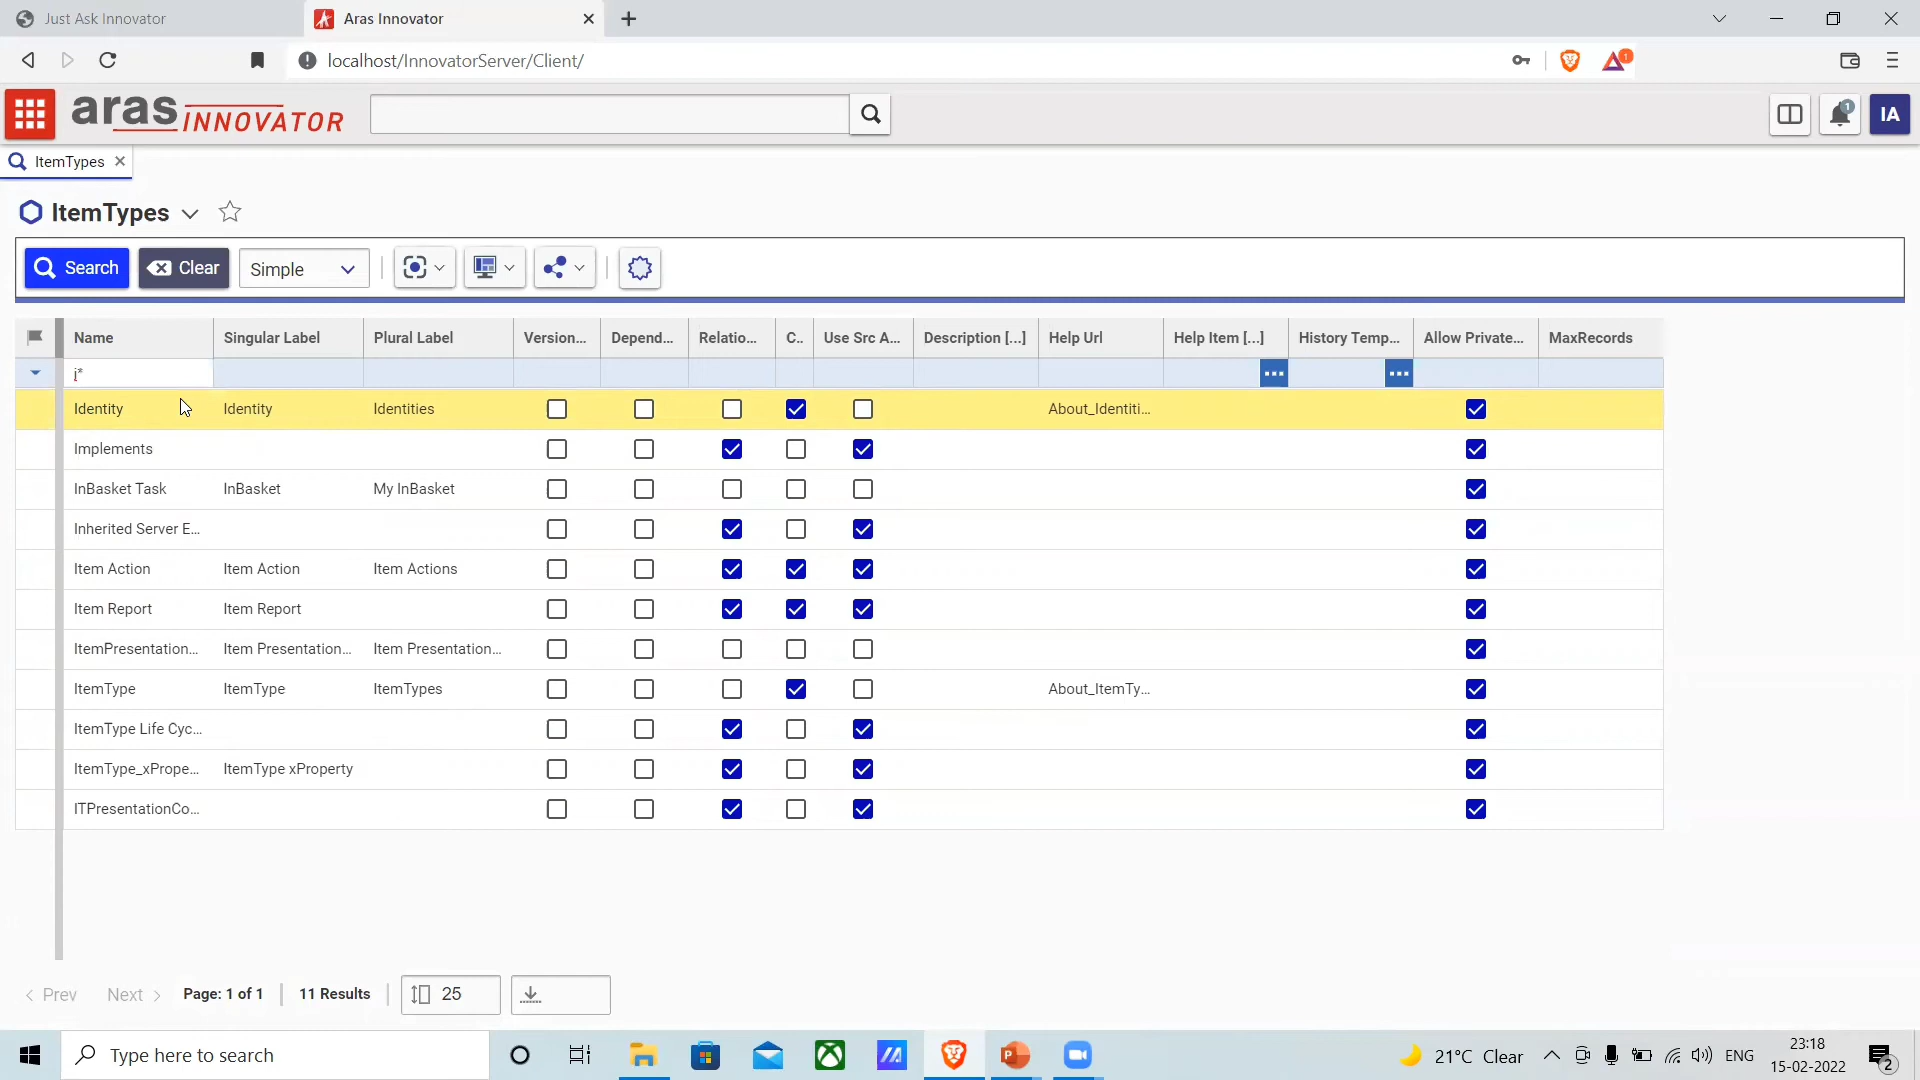 Just Ask Innovator
Aras Innovator
localhost/InnovatorServer/Client/
1
aras INNOVATOR
1
IA
ItemTypes
ItemTypes
Search
Clear
Simple
Name Singular Label Plural Label Version... Depend... Relatio... C.. Use Src A... Description [...] Help Url Help Item [...] History Temp... Allow Private... MaxRecords
i*
Identity Identity Identities About_Identiti...
Implements
InBasket Task InBasket My InBasket
Inherited Server E...
Item Action Item Action Item Actions
Item Report Item Report
ItemPresentation... Item Presentation... Item Presentation...
ItemType ItemType ItemTypes About_ItemTy...
ItemType Life Cyc...
ItemType_xPrope... ItemType xProperty
ITPresentationCo...
Prev Next Page: 1 of 1 11 Results 25
Type here to search
21°C Clear
ENG
23:18
15-02-2022
2